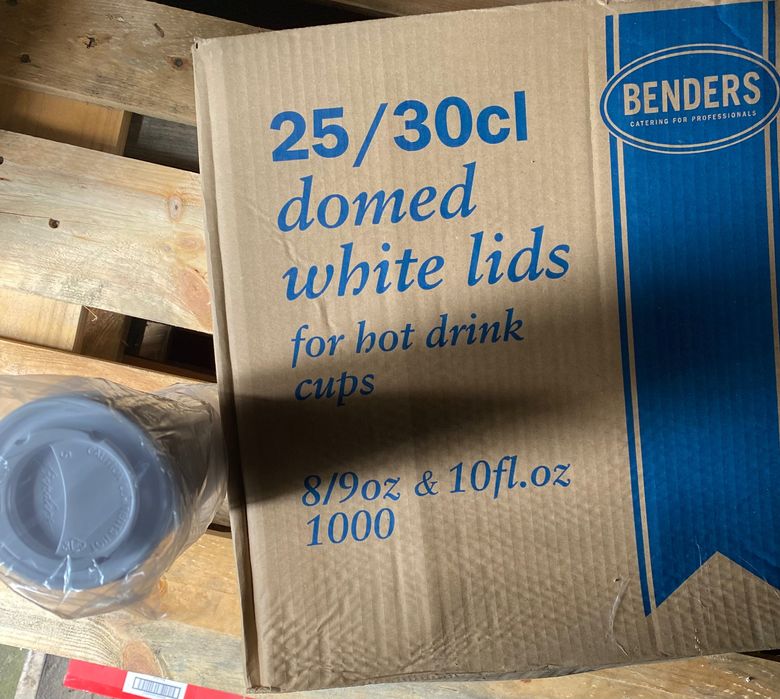 BENDERS
CATERING FOR PROFESSIONALS
25/30cl
domed
white lids
for hot drink
cups
8/9oz & 10fl.oz
1000